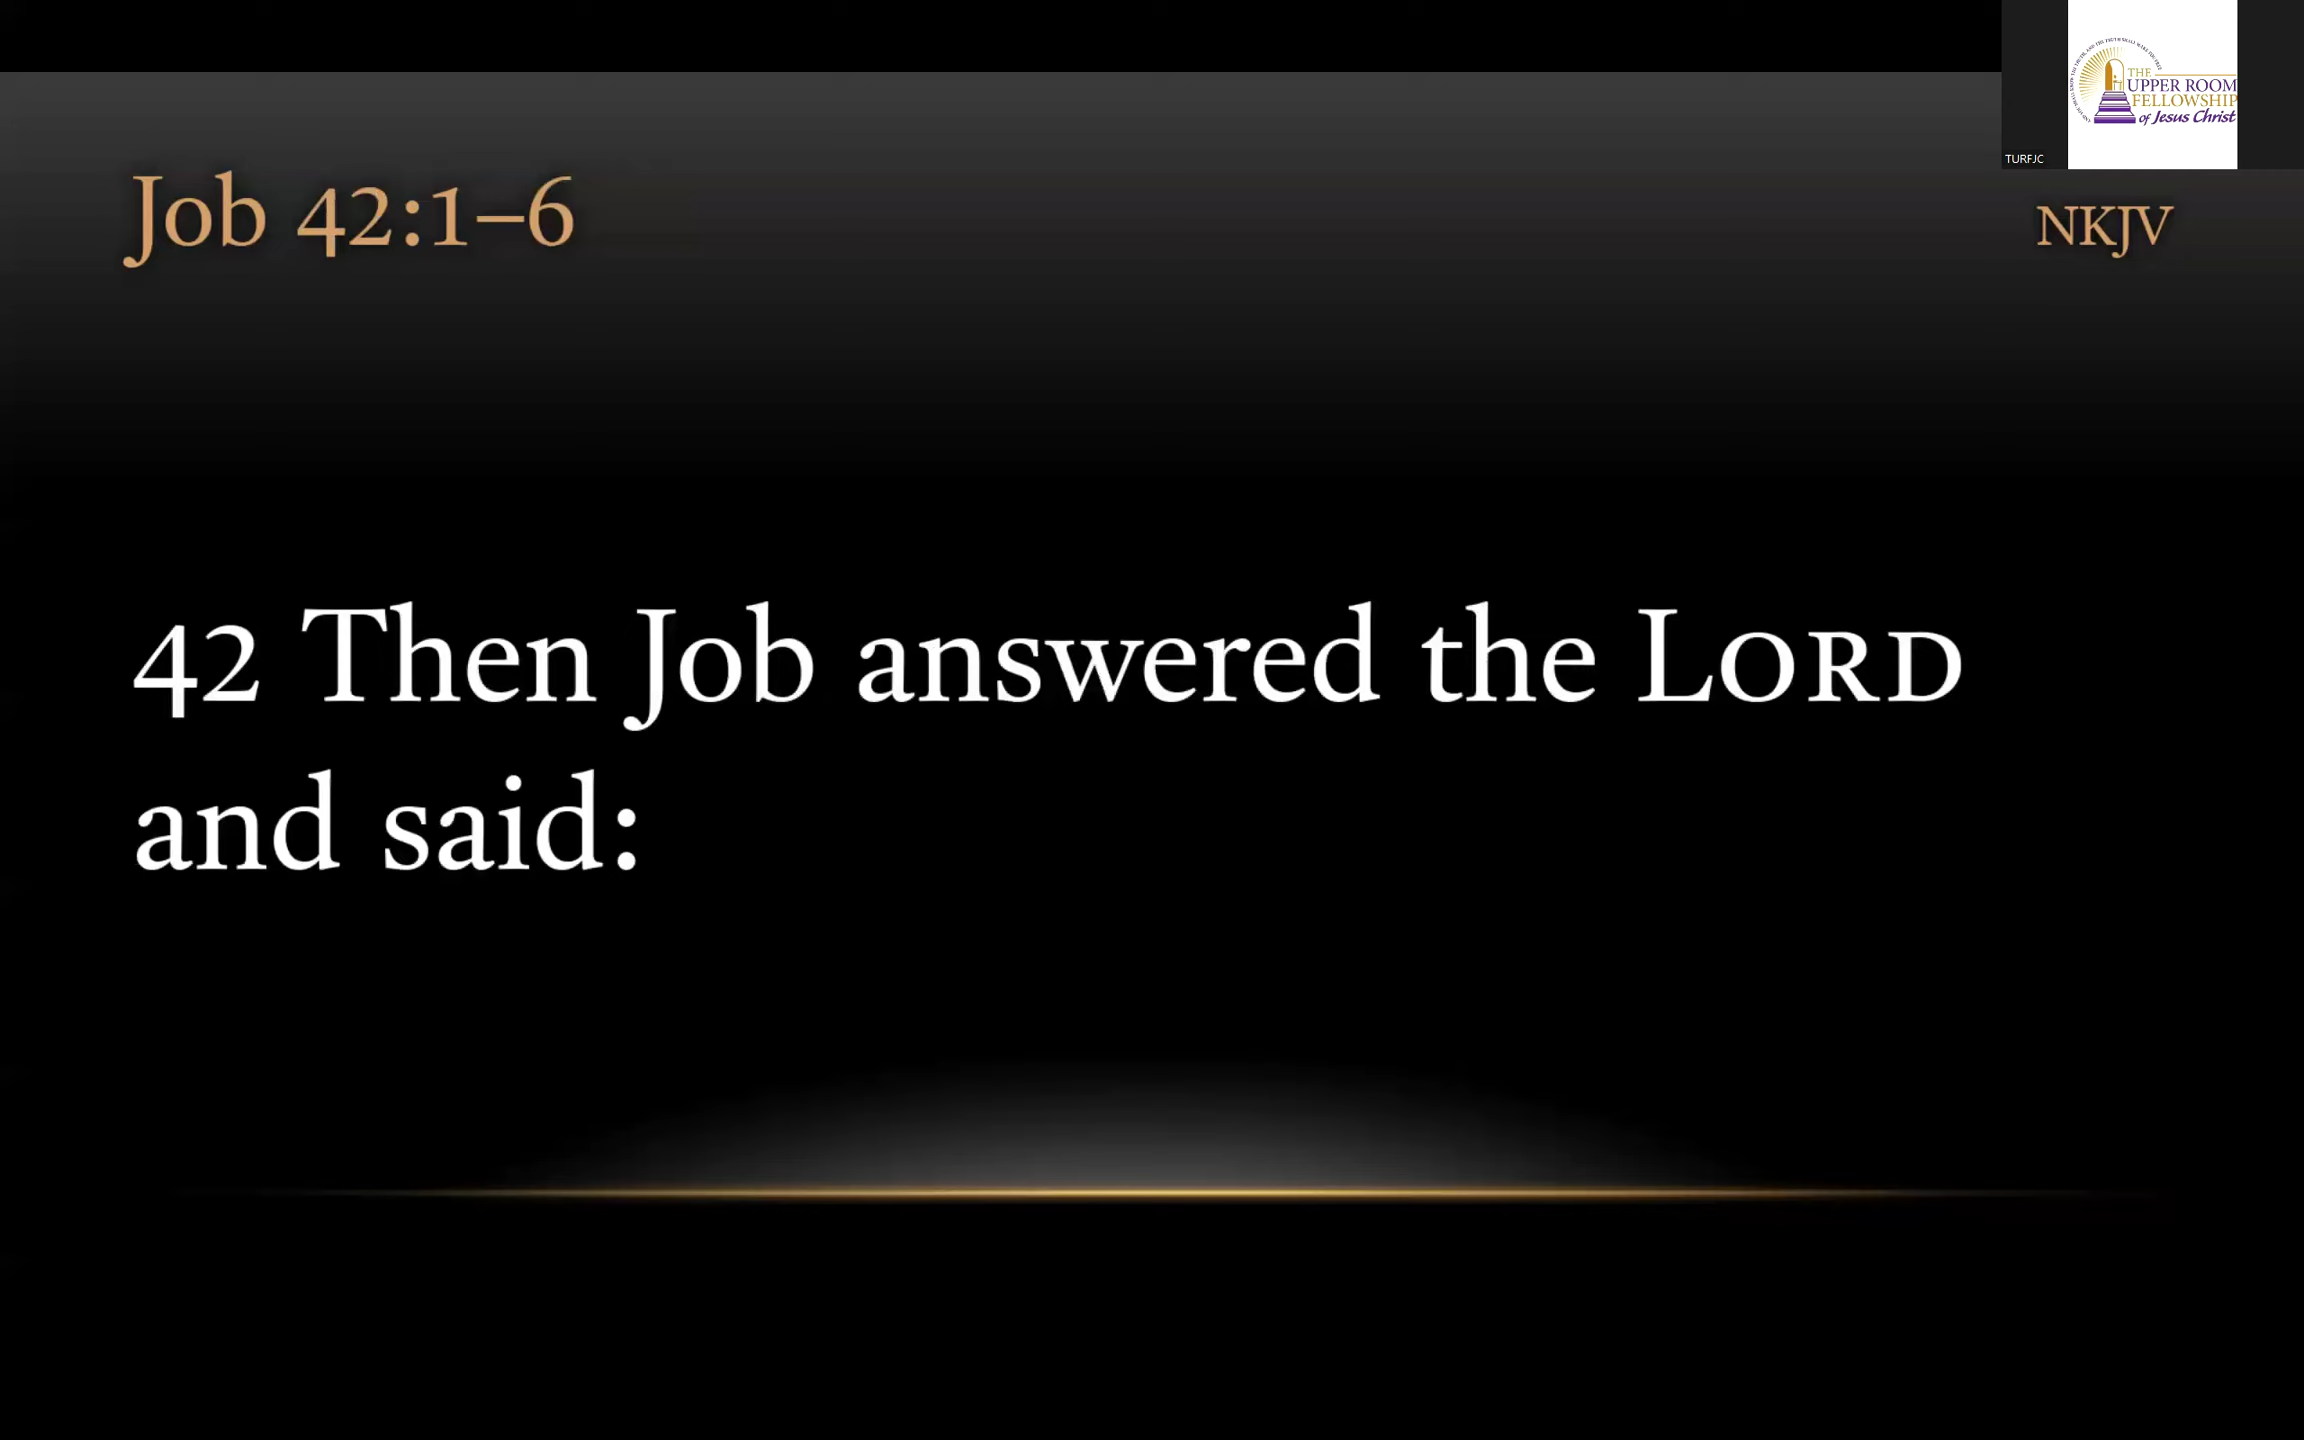 THE
UPPER ROOM
FELLOWSHIP
of Jesus Christ
TURFJC
Job 42:1–6
NKJV
42 Then Job answered the LORD
and said: